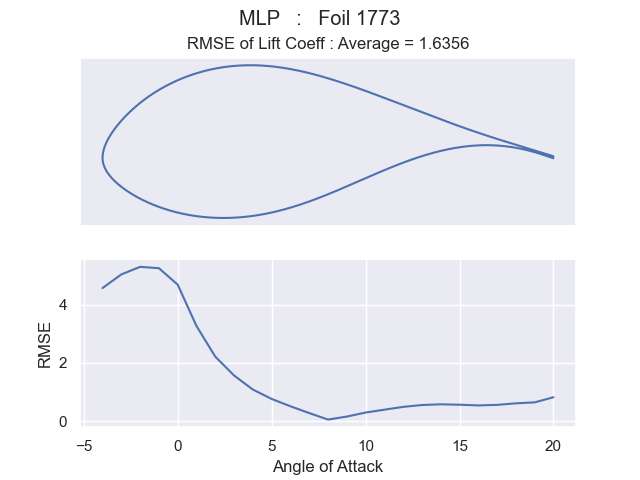 MLP : Foil 1773
RMSE of Lift Coeff : Average = 1.6356
RMSE
4
2
0
−5 0 5 10 15 20
Angle of Attack